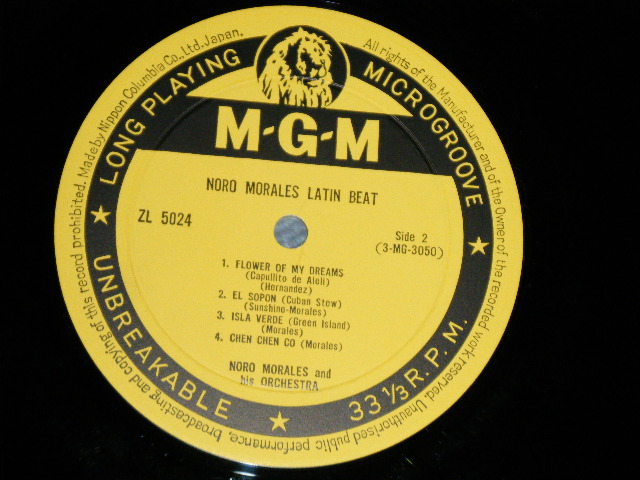 All rights of the Manufacturer and of the Owner of the recorded work reserved. Unauthorised public performance, broadcasting and copying of this record prohibited. Made by Nippon Columbia Co., Ltd. Japan.
LONG PLAYING
MICROGROOVE
M-G-M
NORO MORALES LATIN BEAT
ZL 5024
Side 2
(3-MG-3050)
1. FLOWER OF MY DREAMS
(Capullito de Aleli)
(Hernandez)
2. EL SOPON (Cuban Stew)
(Sunshine-Morales)
3. ISLA VERDE (Green Island)
(Morales)
4. CHEN CHEN CO (Morales)
NORO MORALES and
his ORCHESTRA
UNBREAKABLE
33 1/3 R.P.M.